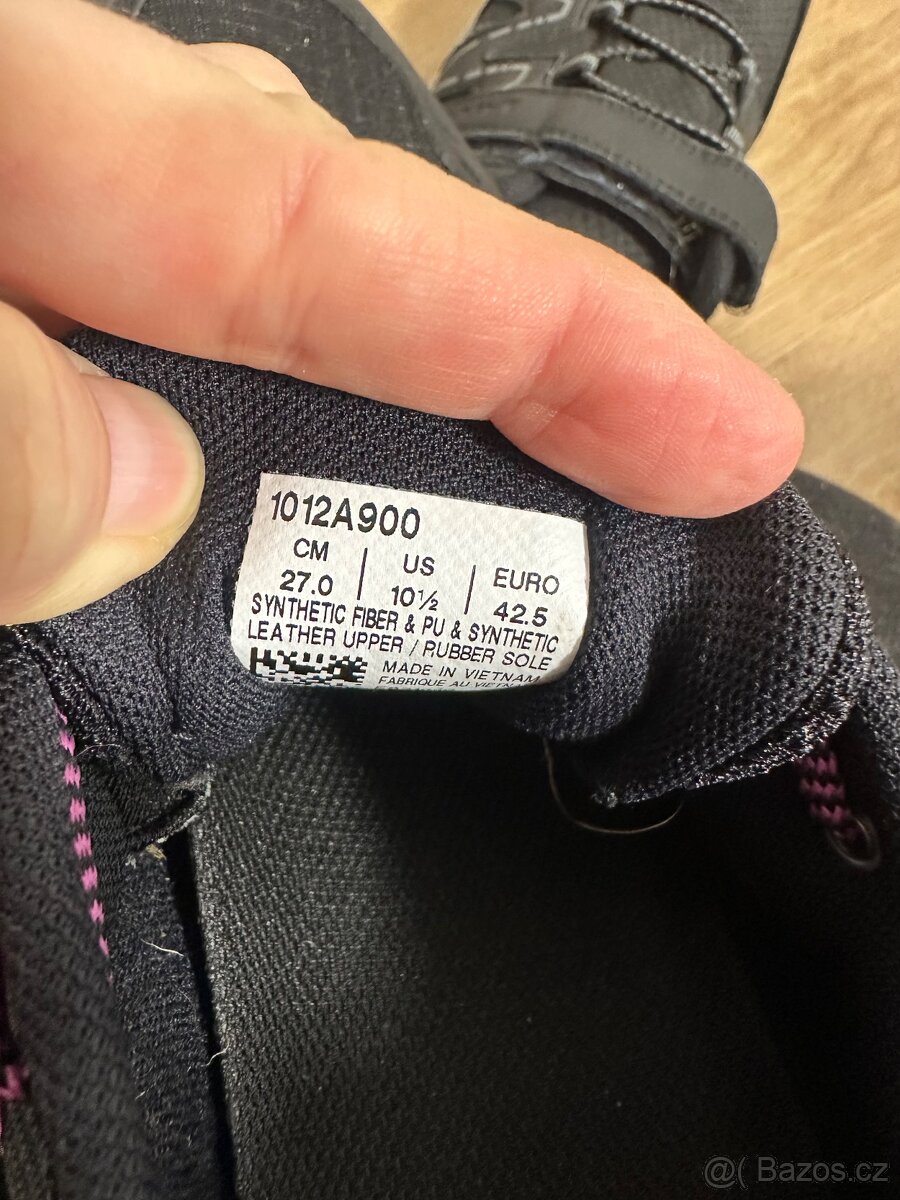 1012A900
CM | US | EURO
27.0 | 10½ | 42.5
SYNTHETIC FIBER & PU & SYNTHETIC
LEATHER UPPER / RUBBER SOLE
MADE IN VIETNAM
FABRIQUE AU VIETNAM
@( Bazos.cz